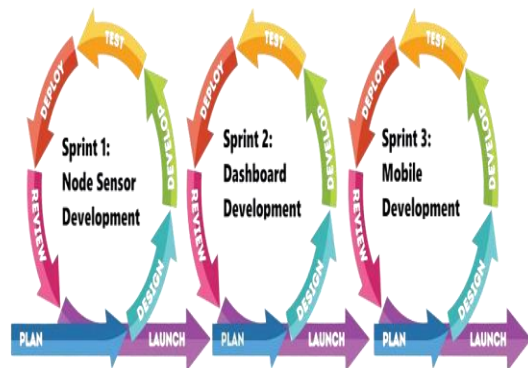 TEST
DEPLOY
DEVELOP
Sprint 1:
Node Sensor
Development
REVIEW
DESIGN
PLAN
LAUNCH
TEST
DEPLOY
DEVELOP
Sprint 2:
Dashboard
Development
REVIEW
DESIGN
PLAN
LAUNCH
TEST
DEPLOY
DEVELOP
Sprint 3:
Mobile
Development
REVIEW
DESIGN
PLAN
LAUNCH